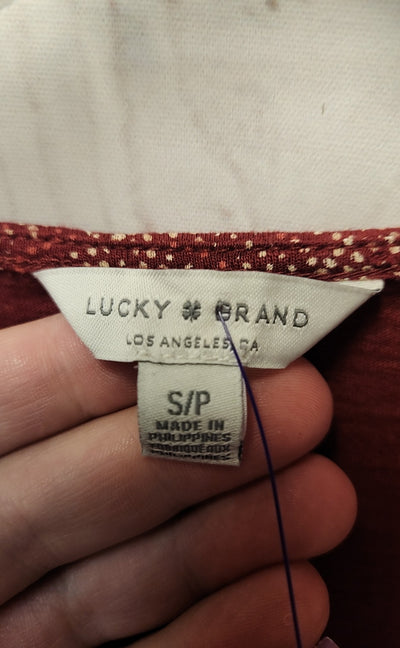 LUCKY BRAND
LOS ANGELES, CA
S/P
MADE IN
PHILIPPINES